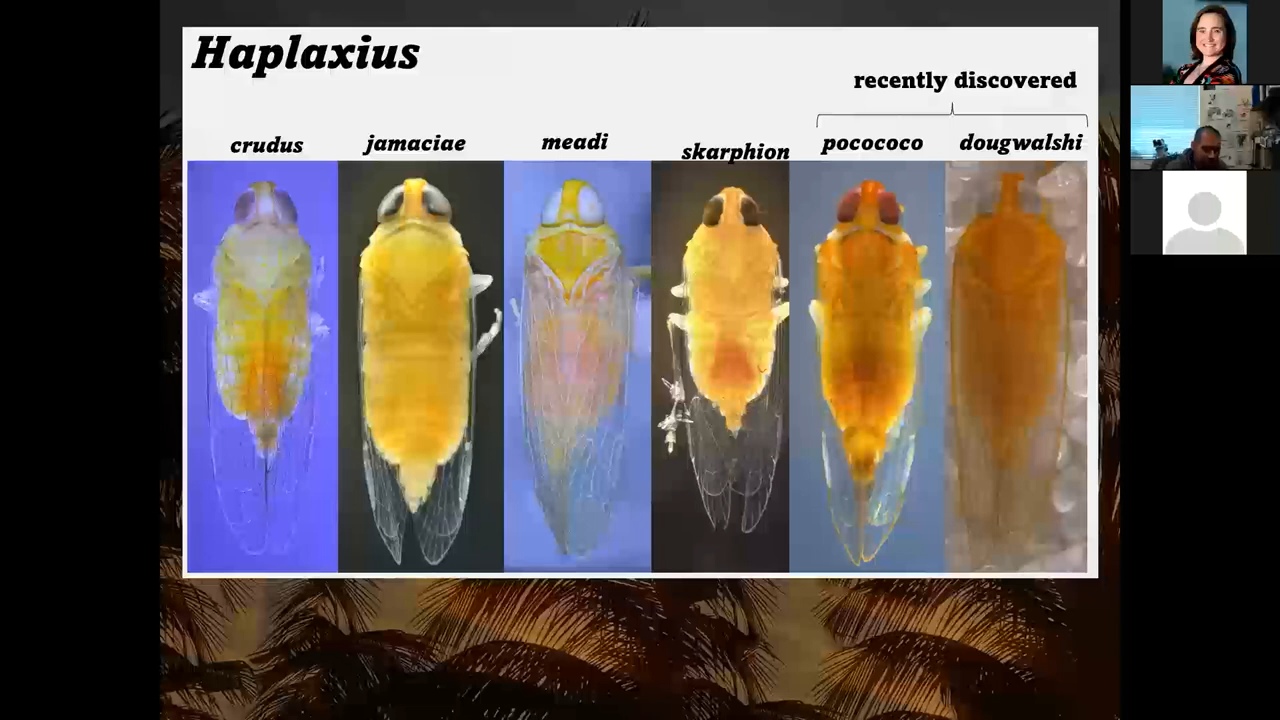 Haplaxius
recently discovered
crudus
jamaciae
meadi
skarphion
pocococo
dougwalshi